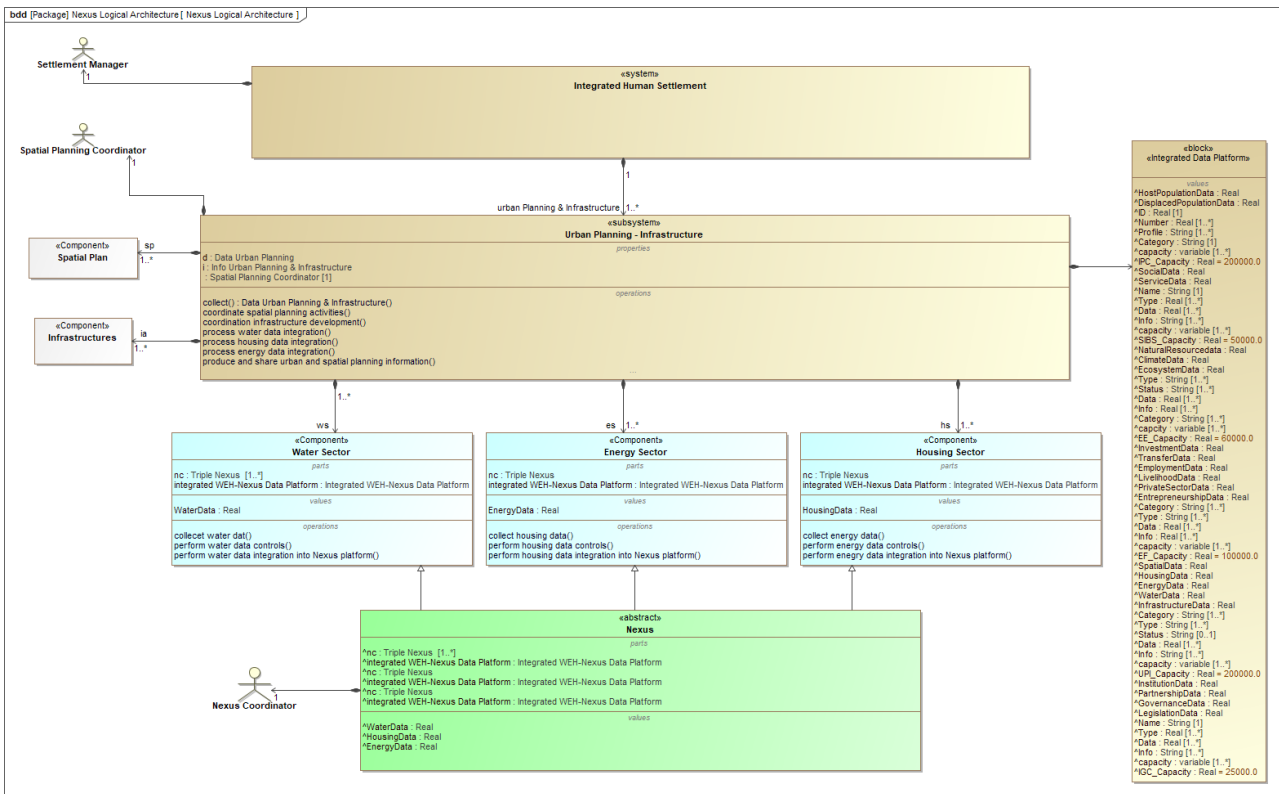 bdd [Package] Nexus Logical Architecture [ Nexus Logical Architecture ]
Settlement Manager
1
«system»
Integrated Human Settlement
Spatial Planning Coordinator
1
1
urban Planning & Infrastructure
1..*
«subsystem»
Urban Planning - Infrastructure
properties
d : Data Urban Planning
i : Info Urban Planning & Infrastructure
: Spatial Planning Coordinator [1]
operations
collect() : Data Urban Planning & Infrastructure()
coordinate spatial planning activities()
coordination infrastructure development()
process water data integration()
process housing data integration()
process energy data integration()
produce and share urban and spatial planning information()
...
«Component»
Spatial Plan
sp
1..*
«Component»
Infrastructures
ia
1..*
1..*
ws
es
1..*
hs
1..*
«Component»
Water Sector
parts
nc : Triple Nexus [1..*]
integrated WEH-Nexus Data Platform : Integrated WEH-Nexus Data Platform
values
WaterData : Real
operations
collecet water dat()
perform water data controls()
perform water data integration into Nexus platform()
«Component»
Energy Sector
parts
nc : Triple Nexus
integrated WEH-Nexus Data Platform : Integrated WEH-Nexus Data Platform
values
EnergyData : Real
operations
collect housing data()
perform housing data controls()
perform housing data integration into Nexus platform()
«Component»
Housing Sector
parts
nc : Triple Nexus
integrated WEH-Nexus Data Platform : Integrated WEH-Nexus Data Platform
values
HousingData : Real
operations
collect energy data()
perform energy data controls()
perform enegry data integration into Nexus platform()
«abstract»
Nexus
parts
^nc : Triple Nexus [1..*]
^integrated WEH-Nexus Data Platform : Integrated WEH-Nexus Data Platform
^nc : Triple Nexus
^integrated WEH-Nexus Data Platform : Integrated WEH-Nexus Data Platform
^nc : Triple Nexus
^integrated WEH-Nexus Data Platform : Integrated WEH-Nexus Data Platform
values
^WaterData : Real
^HousingData : Real
^EnergyData : Real
Nexus Coordinator
1
«block»
«Integrated Data Platform»
values
^HostPopulationData : Real
^DisplacedPopulationData : Real
^ID : Real [1]
^Number : Real [1..*]
^Profile : String [1..*]
^Category : String [1]
^capacity : variable [1..*]
^IPC_Capacity : Real = 200000.0
^SocialData : Real
^ServiceData : Real
^Name : String [1]
^Type : Real [1..*]
^Data : Real [1..*]
^Info : String [1..*]
^capacity : variable [1..*]
^SIBS_Capacity : Real = 50000.0
^NaturalResourcedata : Real
^ClimateData : Real
^EcosystemData : Real
^Type : String [1..*]
^Status : String [1..*]
^Data : Real [1..*]
^Info : Real [1..*]
^Category : String [1..*]
^capcity : variable [1..*]
^EE_Capacity : Real = 60000.0
^InvestmentData : Real
^TransferData : Real
^EmploymentData : Real
^LivelihoodData : Real
^PrivateSectorData : Real
^EntrepreneurshipData : Real
^Category : String [1..*]
^Type : String [1..*]
^Data : Real [1..*]
^Info : Real [1..*]
^capacity : variable [1..*]
^EF_Capacity : Real = 100000.0
^SpatialData : Real
^HousingData : Real
^EnergyData : Real
^WaterData : Real
^InfrastructureData : Real
^Category : String [1..*]
^Type : String [1..*]
^Status : String [0..1]
^Data : Real [1..*]
^Info : String [1..*]
^capacity : variable [1..*]
^UPI_Capacity : Real = 200000.0
^InstitutionData : Real
^PartnershipData : Real
^GovernanceData : Real
^LegislationData : Real
^Name : String [1]
^Type : Real [1..*]
^Data : Real [1..*]
^Info : String [1..*]
^capacity : variable [1..*]
^IGC_Capacity : Real = 25000.0